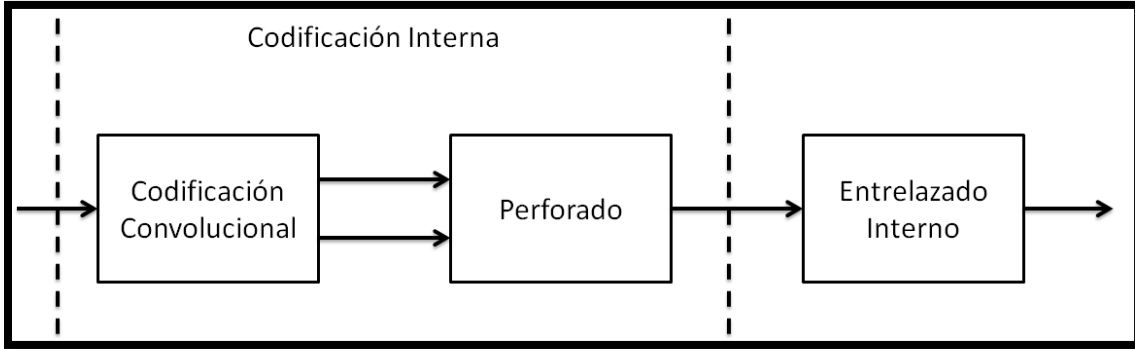 Codificación Interna
Codificación
Convolucional
Perforado
Entrelazado
Interno